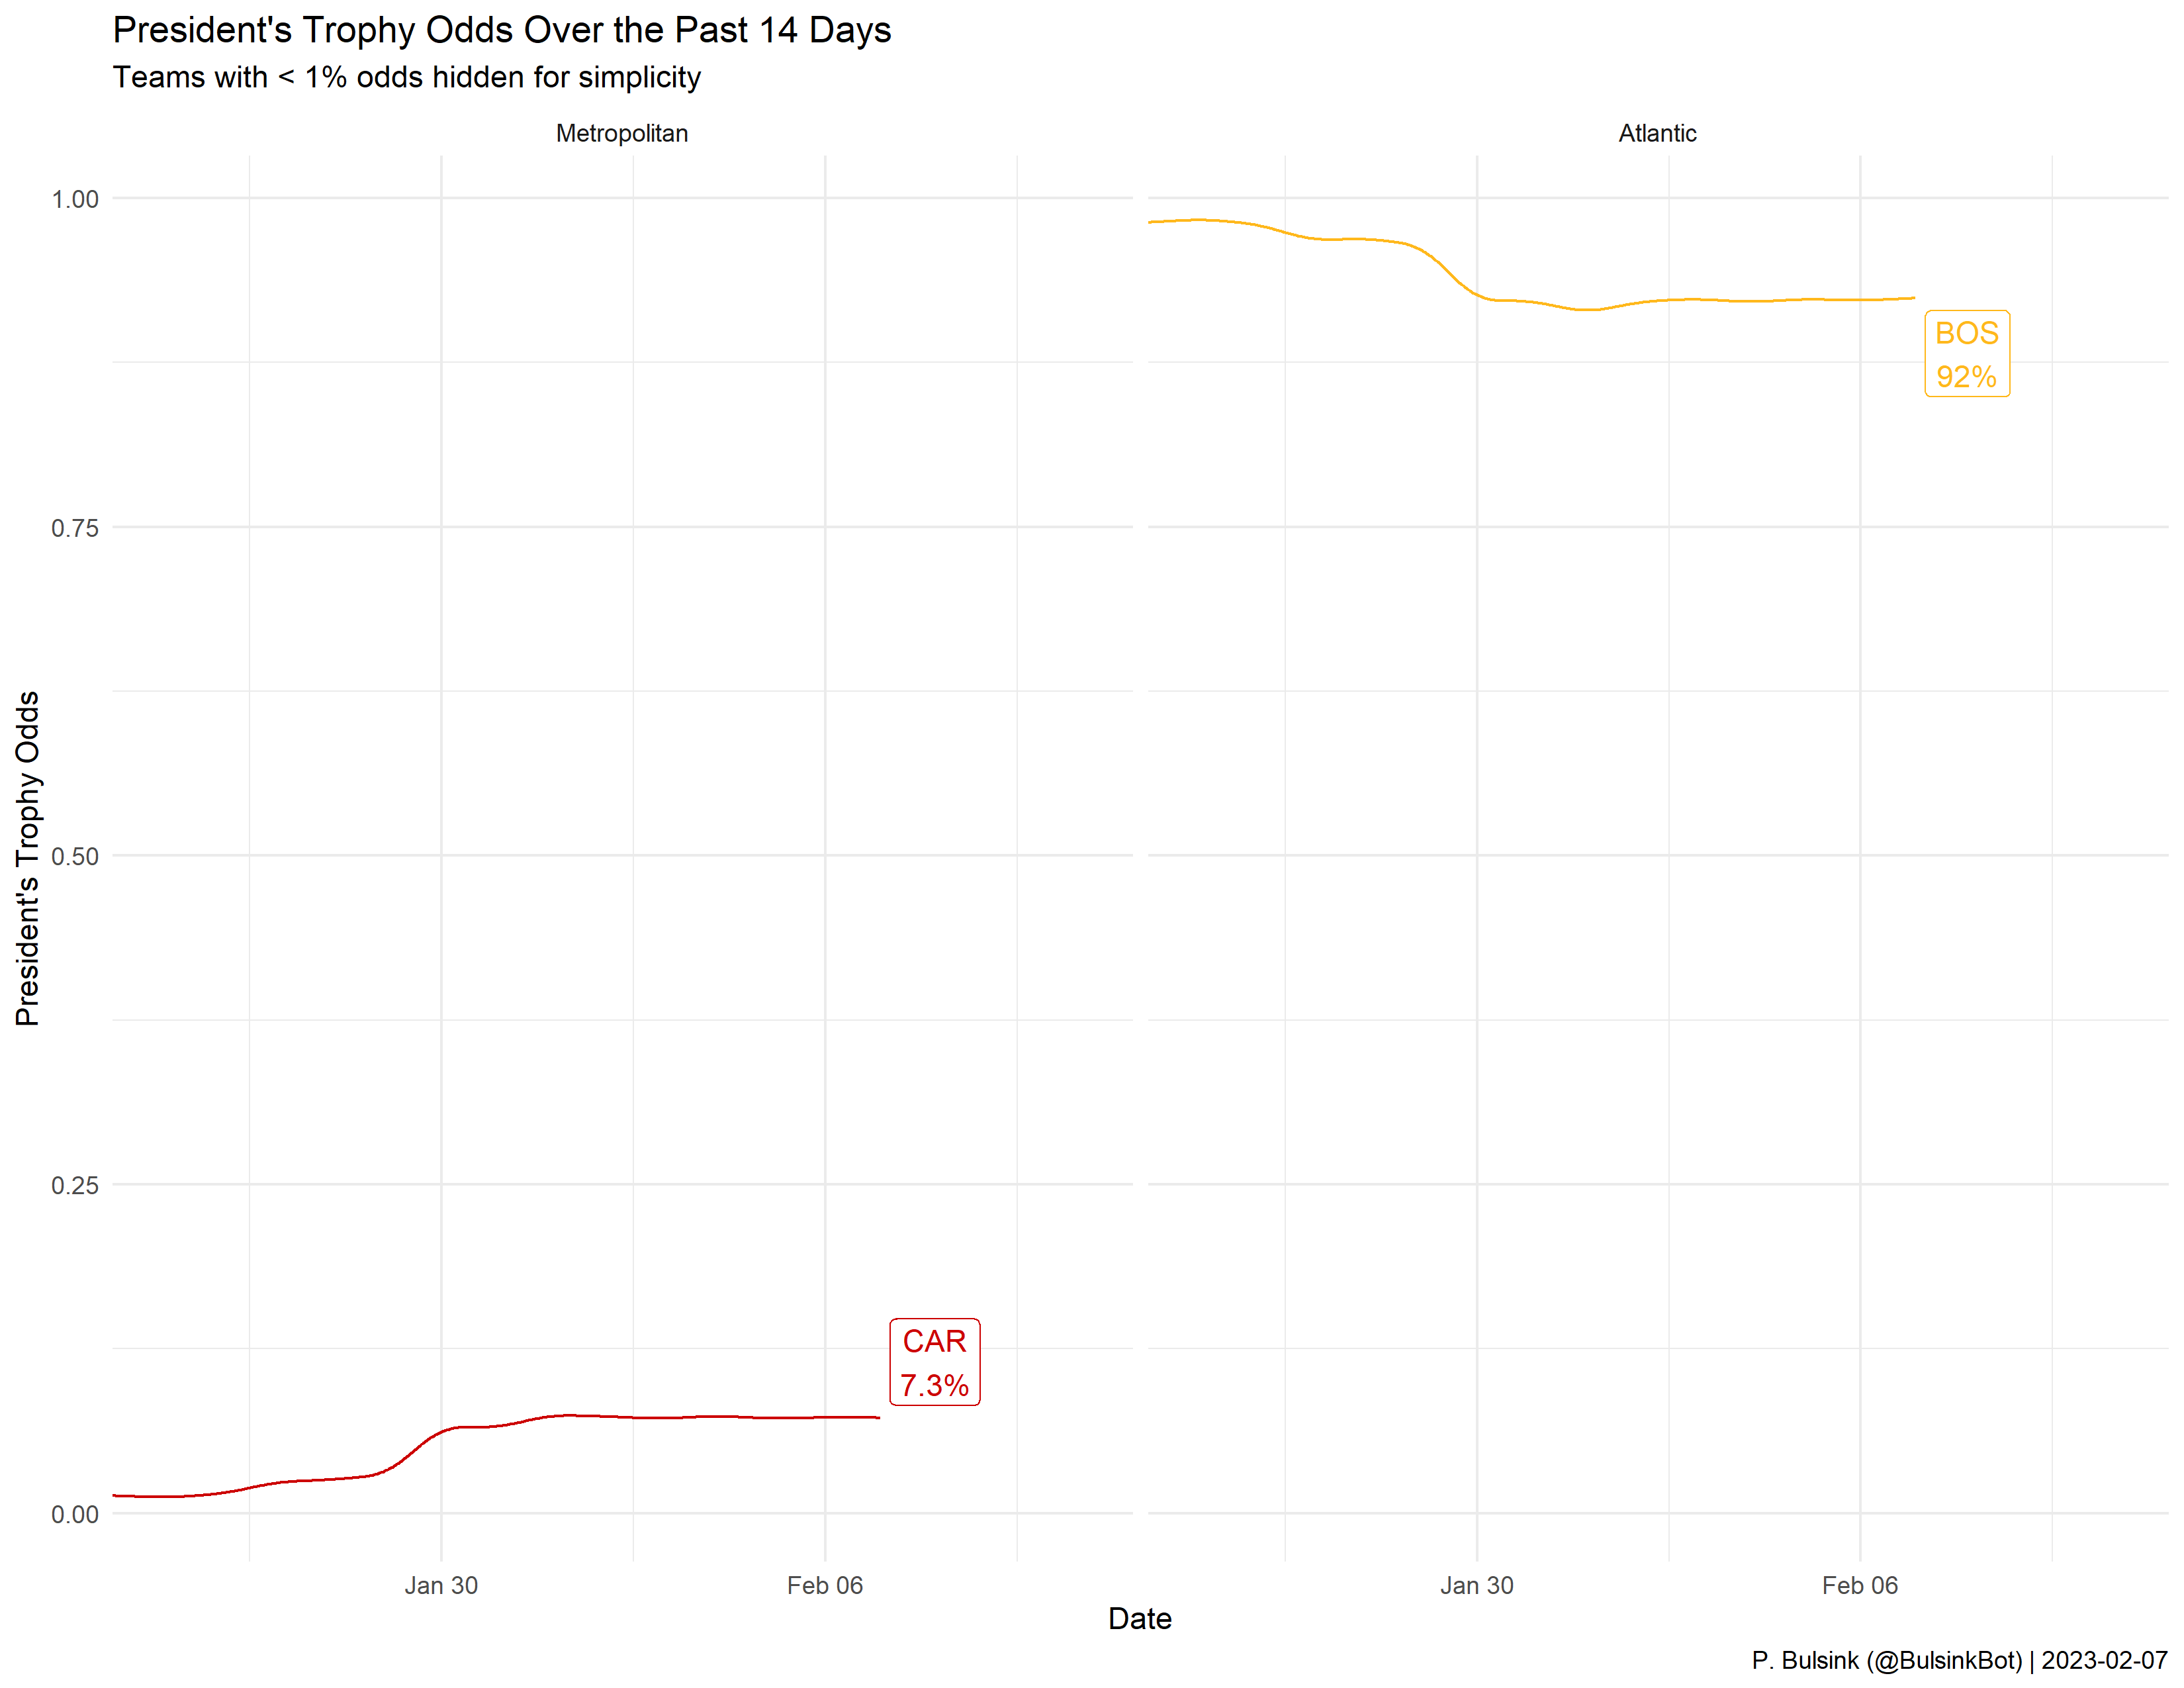 President's Trophy Odds Over the Past 14 Days
Teams with < 1% odds hidden for simplicity
Metropolitan
Atlantic
President's Trophy Odds
1.00
0.75
0.50
0.25
0.00
BOS
92%
CAR
7.3%
Jan 30
Feb 06
Jan 30
Feb 06
Date
P. Bulsink (@BulsinkBot) | 2023-02-07